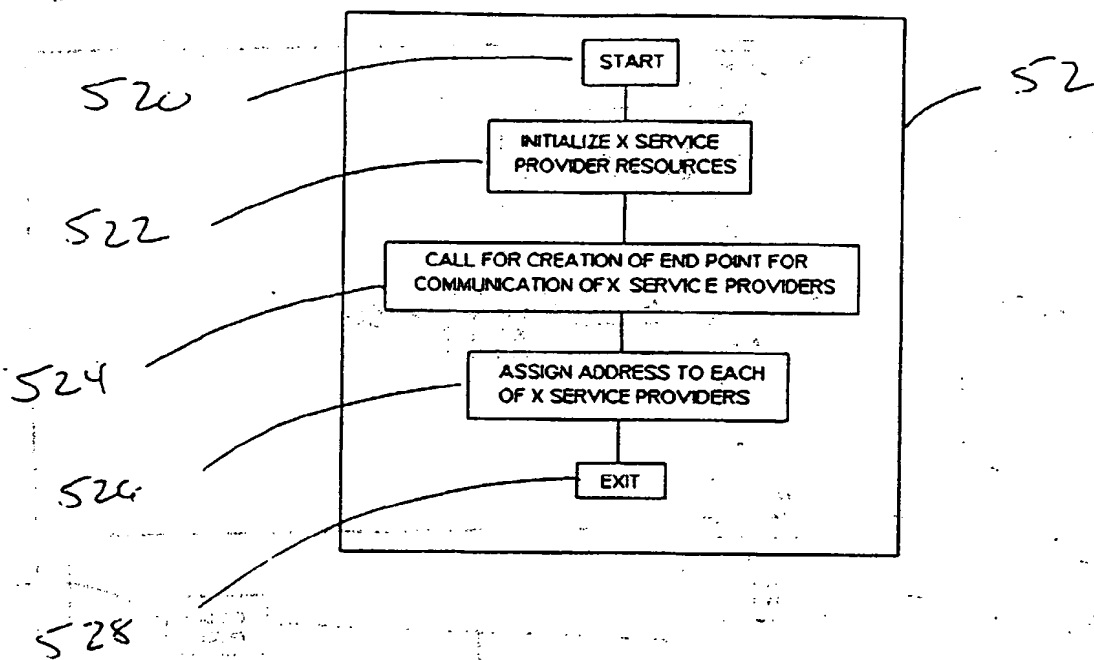 START
520
52
INITIALIZE X SERVICE
PROVIDER RESOURCES
522
CALL FOR CREATION OF END POINT FOR
COMMUNICATION OF X SERVICE PROVIDERS
524
ASSIGN ADDRESS TO EACH
OF X SERVICE PROVIDERS
526
EXIT
528